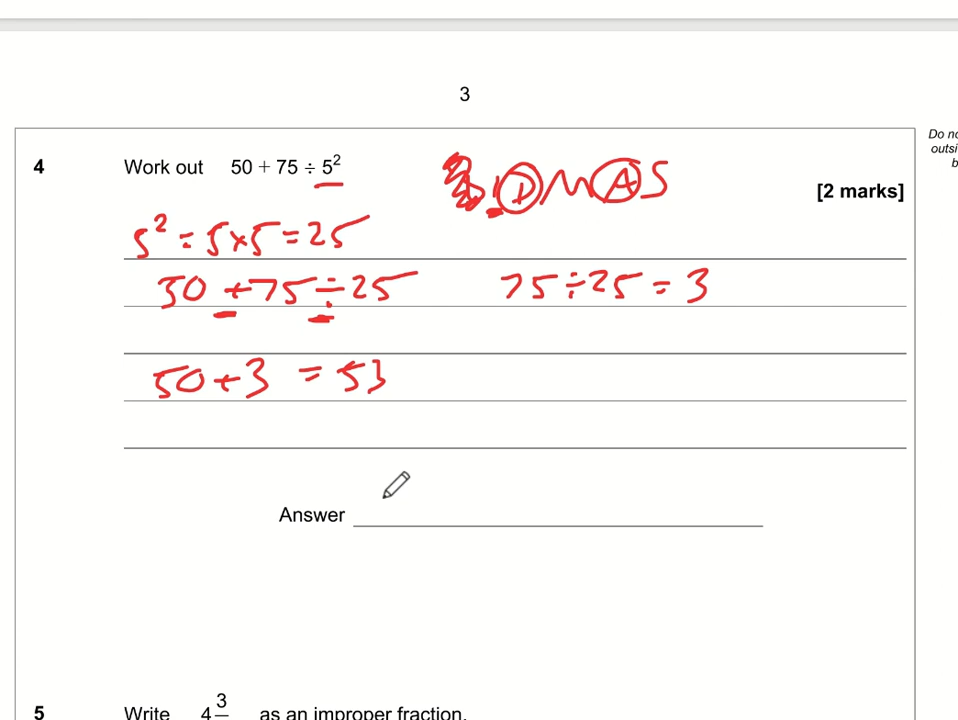 3
Do no
outsi
b
4 Work out 50 + 75 ÷ 5² DMAS
[2 marks]
5² = 5×5 = 25
50 + 75 ÷ 25 75 ÷ 25 = 3
50 + 3 = 53
Answer
5 Write 4 3 as an improper fraction.